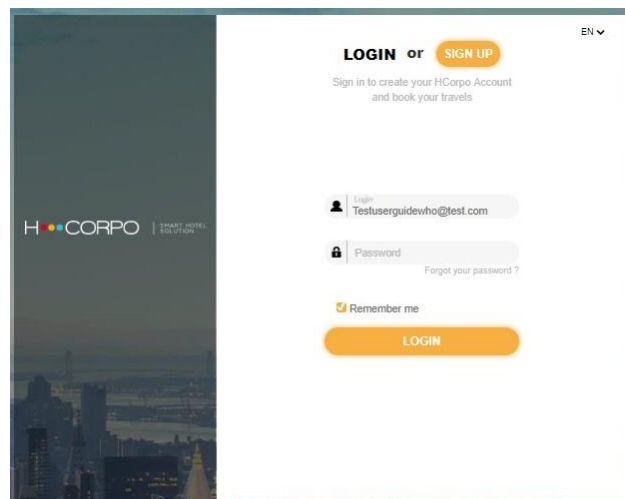 EN
LOGIN or SIGN UP
Sign in to create your HCorpo Account
and book your travels
H CORPO
SMART HOTEL
SOLUTION
Login
Testuserguidewho@test.com
Password
Forgot your password ?
Remember me
LOGIN